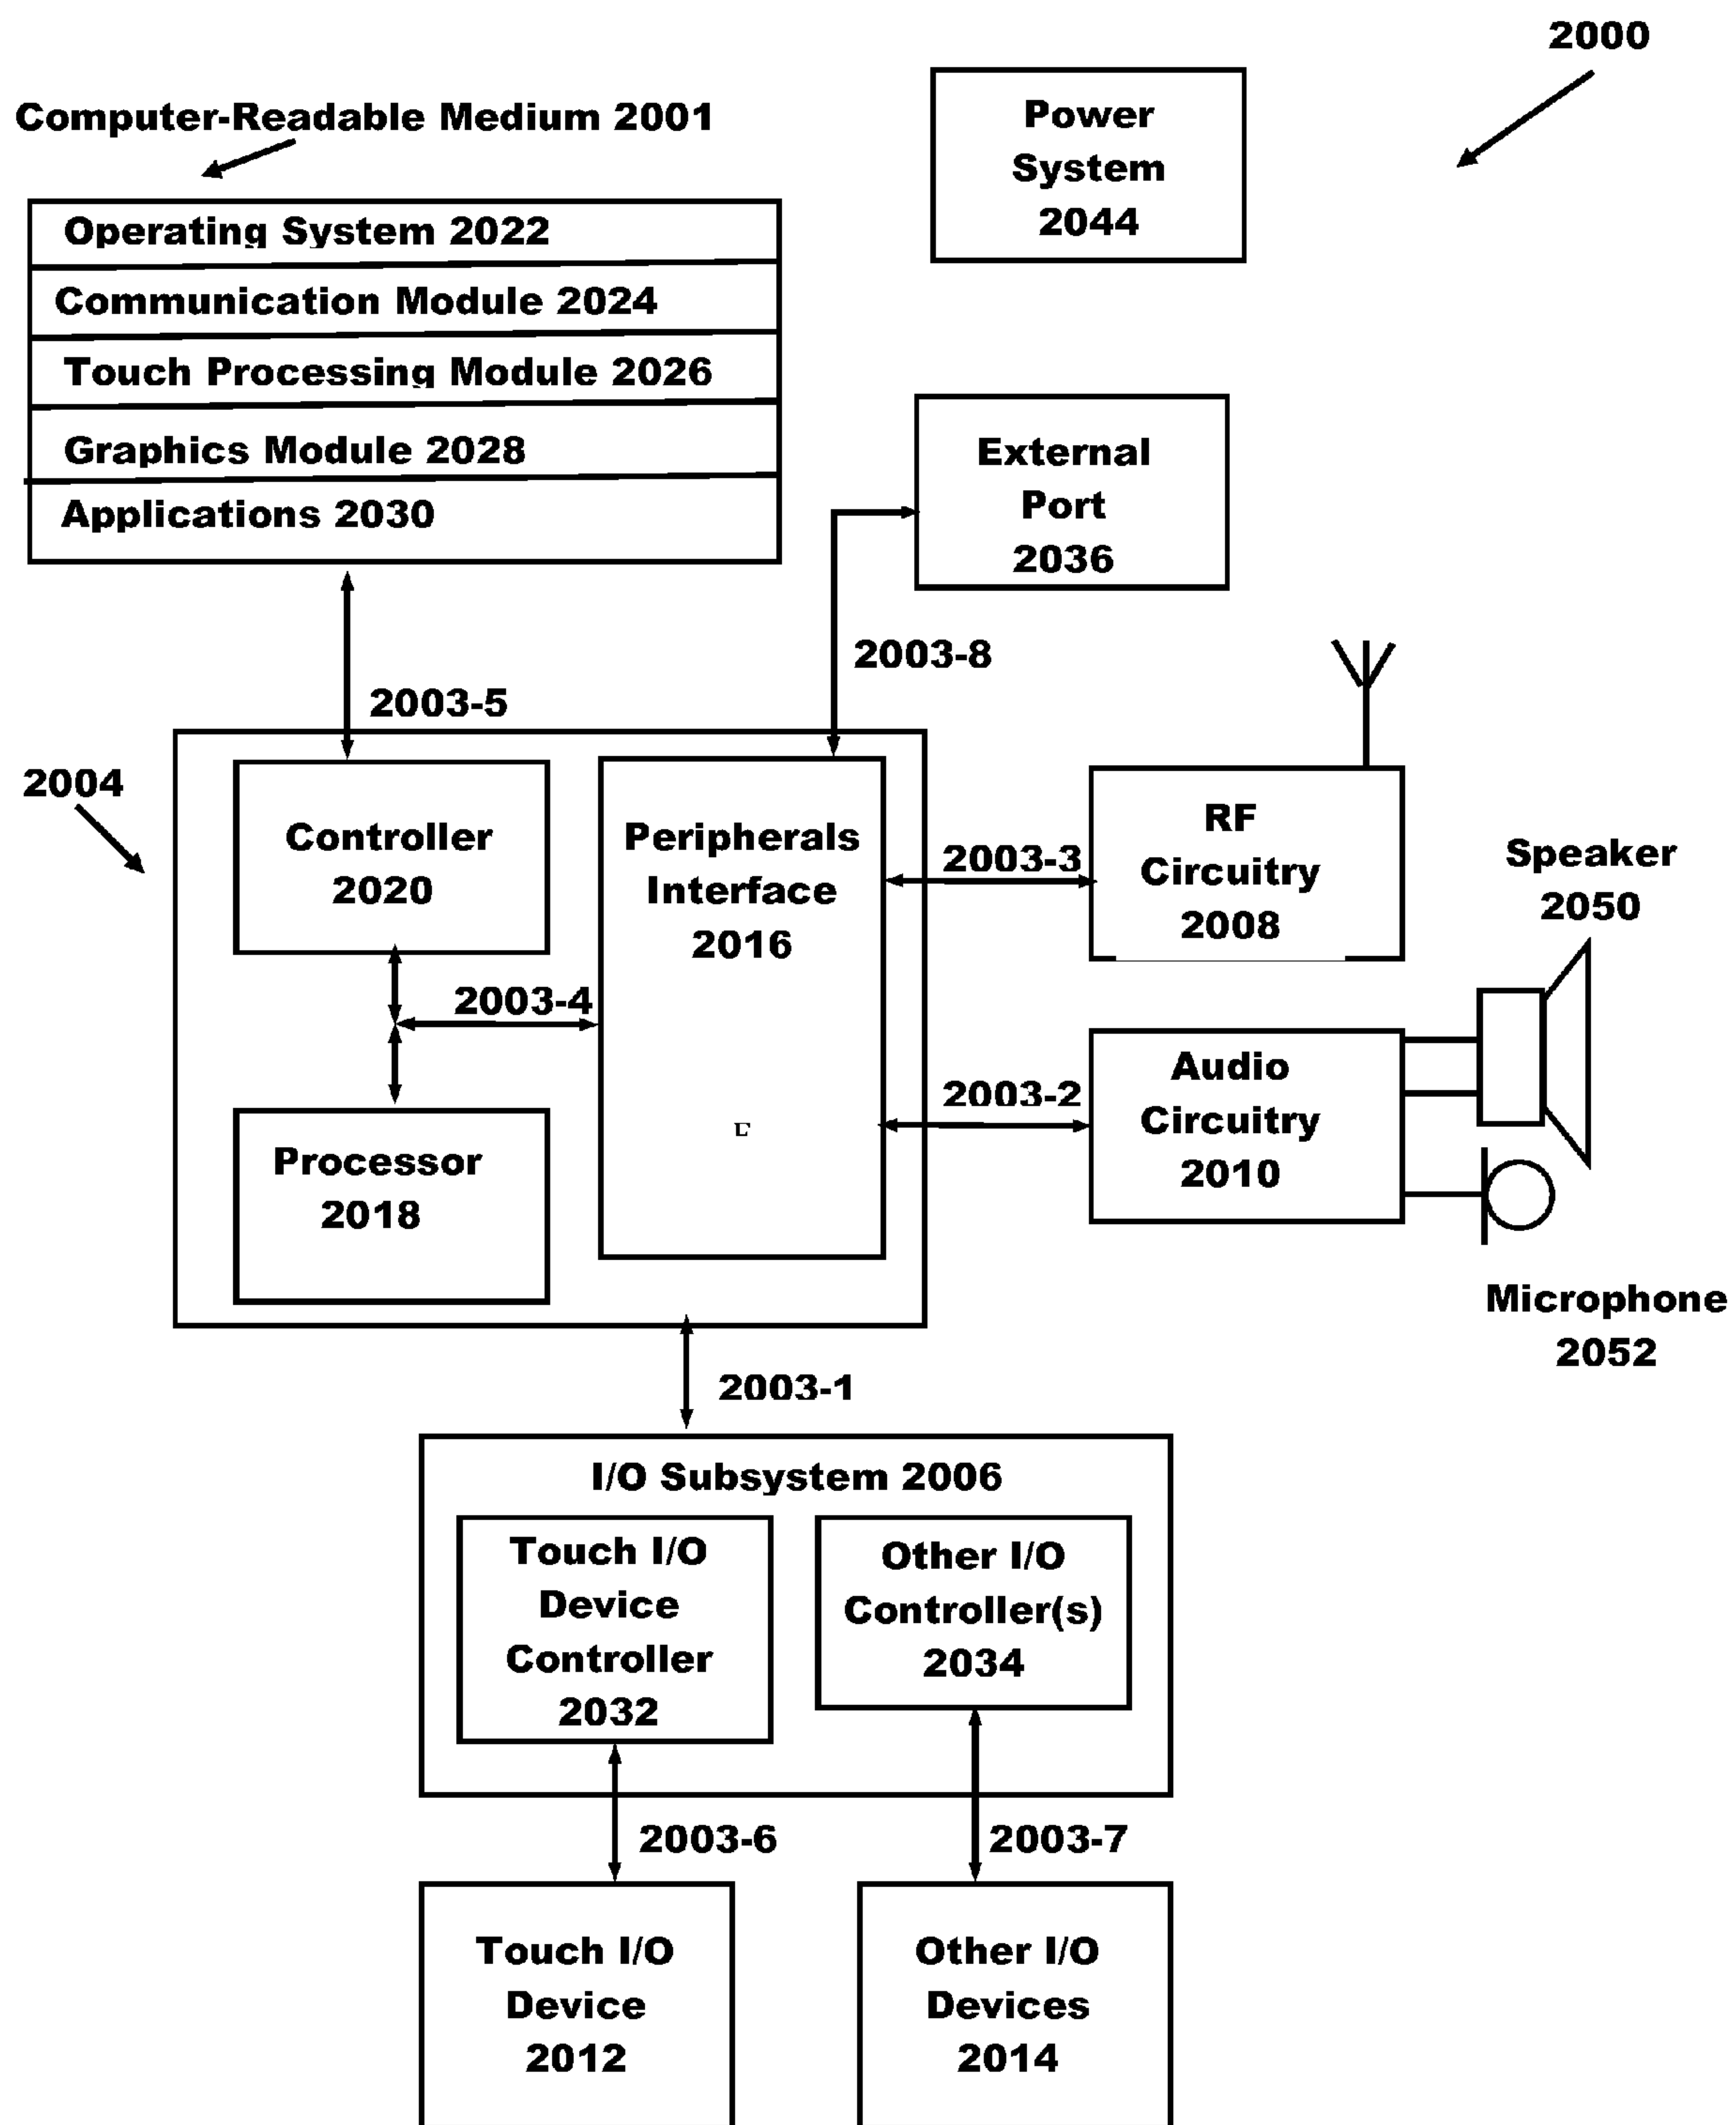 2000
Power
System
2044
Computer-Readable Medium 2001
Operating System 2022
Communication Module 2024
Touch Processing Module 2026
Graphics Module 2028
Applications 2030
External
Port
2036
2003-8
2003-5
2004
Controller
2020
Peripherals
Interface
2016
2003-3
RF
Circuitry
2008
Speaker
2050
2003-4
2003-2
Audio
Circuitry
2010
Processor
2018
Microphone
2052
2003-1
I/O Subsystem 2006
Touch I/O
Device
Controller
2032
Other I/O
Controller(s)
2034
2003-6
2003-7
Touch I/O
Device
2012
Other I/O
Devices
2014